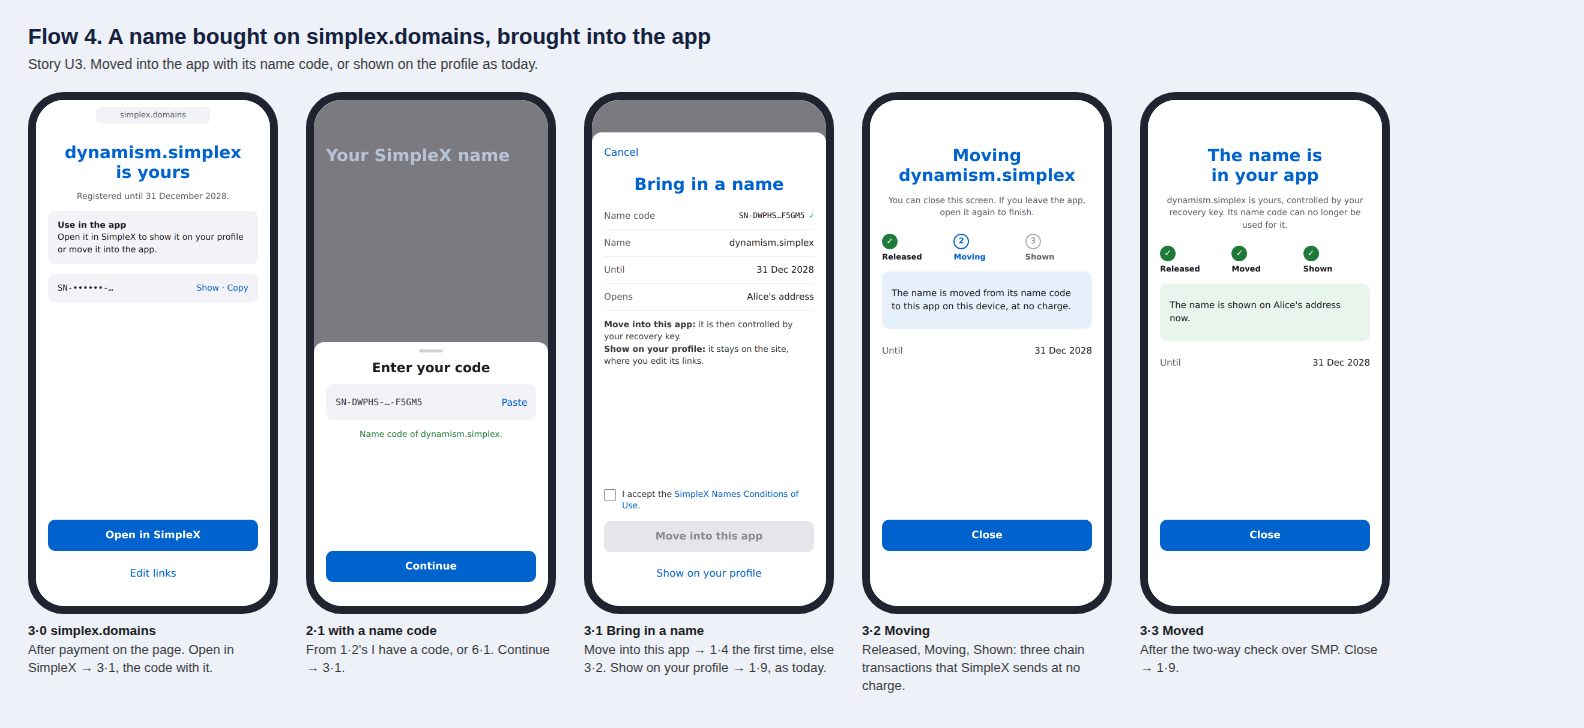 Flow 4. A name bought on simplex.domains, brought into the app
Story U3. Moved into the app with its name code, or shown on the profile as today.
simplex.domains
dynamism.simplex
is yours
Registered until 31 December 2028.
Use in the app
Open it in SimpleX to show it on your profile
or move it into the app.
SN-••••••-… Show · Copy
Open in SimpleX
Edit links
3·0 simplex.domains
After payment on the page. Open in
SimpleX → 3·1, the code with it.
Your SimpleX name
Enter your code
SN-DWPHS-…-F5GM5 Paste
Name code of dynamism.simplex.
Continue
2·1 with a name code
From 1·2's I have a code, or 6·1. Continue
→ 3·1.
Cancel
Bring in a name
Name code SN-DWPHS…F5GM5 ✓
Name dynamism.simplex
Until 31 Dec 2028
Opens Alice's address
Move into this app: it is then controlled by
your recovery key.
Show on your profile: it stays on the site,
where you edit its links.
I accept the SimpleX Names Conditions of
Use.
Move into this app
Show on your profile
3·1 Bring in a name
Move into this app → 1·4 the first time, else
3·2. Show on your profile → 1·9, as today.
Moving
dynamism.simplex
You can close this screen. If you leave the app,
open it again to finish.
✓ 2 3
Released Moving Shown
The name is moved from its name code
to this app on this device, at no charge.
Until 31 Dec 2028
Close
3·2 Moving
Released, Moving, Shown: three chain
transactions that SimpleX sends at no
charge.
The name is
in your app
dynamism.simplex is yours, controlled by your
recovery key. Its name code can no longer be
used for it.
✓ ✓ ✓
Released Moved Shown
The name is shown on Alice's address
now.
Until 31 Dec 2028
Close
3·3 Moved
After the two-way check over SMP. Close
→ 1·9.